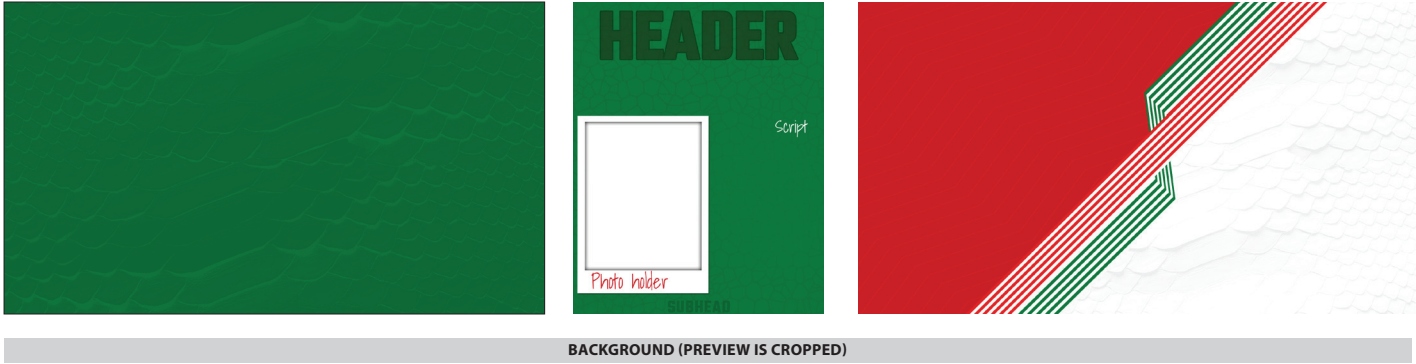 HEADER
Script
Photo holder
SUBHEAD
BACKGROUND (PREVIEW IS CROPPED)